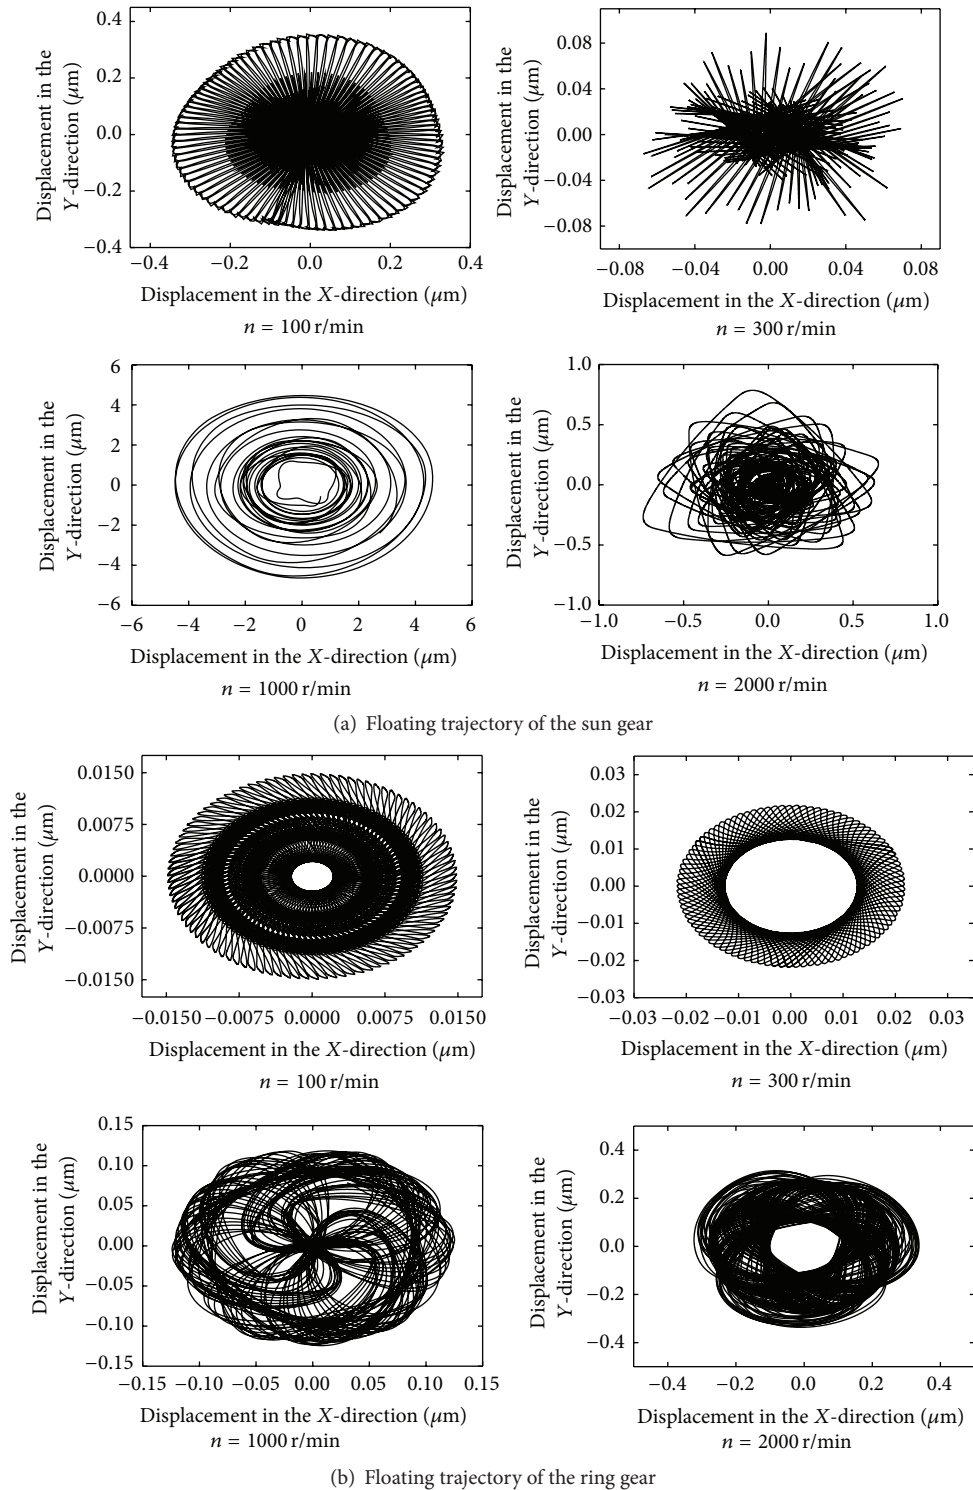 Displacement in the
Y-direction (μm)
0.4
0.2
0.0
−0.2
−0.4
−0.4 −0.2 0.0 0.2 0.4
Displacement in the X-direction (μm)
n = 100 r/min
Displacement in the
Y-direction (μm)
0.08
0.04
0.00
−0.04
−0.08
−0.08 −0.04 0.00 0.04 0.08
Displacement in the X-direction (μm)
n = 300 r/min
Displacement in the
Y-direction (μm)
6
4
2
0
−2
−4
−6
−6 −4 −2 0 2 4 6
Displacement in the X-direction (μm)
n = 1000 r/min
Displacement in the
Y-direction (μm)
1.0
0.5
0.0
−0.5
−1.0
−1.0 −0.5 0.0 0.5 1.0
Displacement in the X-direction (μm)
n = 2000 r/min
(a) Floating trajectory of the sun gear
Displacement in the
Y-direction (μm)
0.0150
0.0075
0.0000
−0.0075
−0.0150
−0.0150 −0.0075 0.0000 0.0075 0.0150
Displacement in the X-direction (μm)
n = 100 r/min
Displacement in the
Y-direction (μm)
0.03
0.02
0.01
0.00
−0.01
−0.02
−0.03
−0.03 −0.02 −0.01 0.00 0.01 0.02 0.03
Displacement in the X-direction (μm)
n = 300 r/min
Displacement in the
Y-direction (μm)
0.15
0.10
0.05
0.00
−0.05
−0.10
−0.15
−0.15 −0.10 −0.05 0.00 0.05 0.10 0.15
Displacement in the X-direction (μm)
n = 1000 r/min
Displacement in the
Y-direction (μm)
0.4
0.2
0.0
−0.2
−0.4
−0.4 −0.2 0.0 0.2 0.4
Displacement in the X-direction (μm)
n = 2000 r/min
(b) Floating trajectory of the ring gear